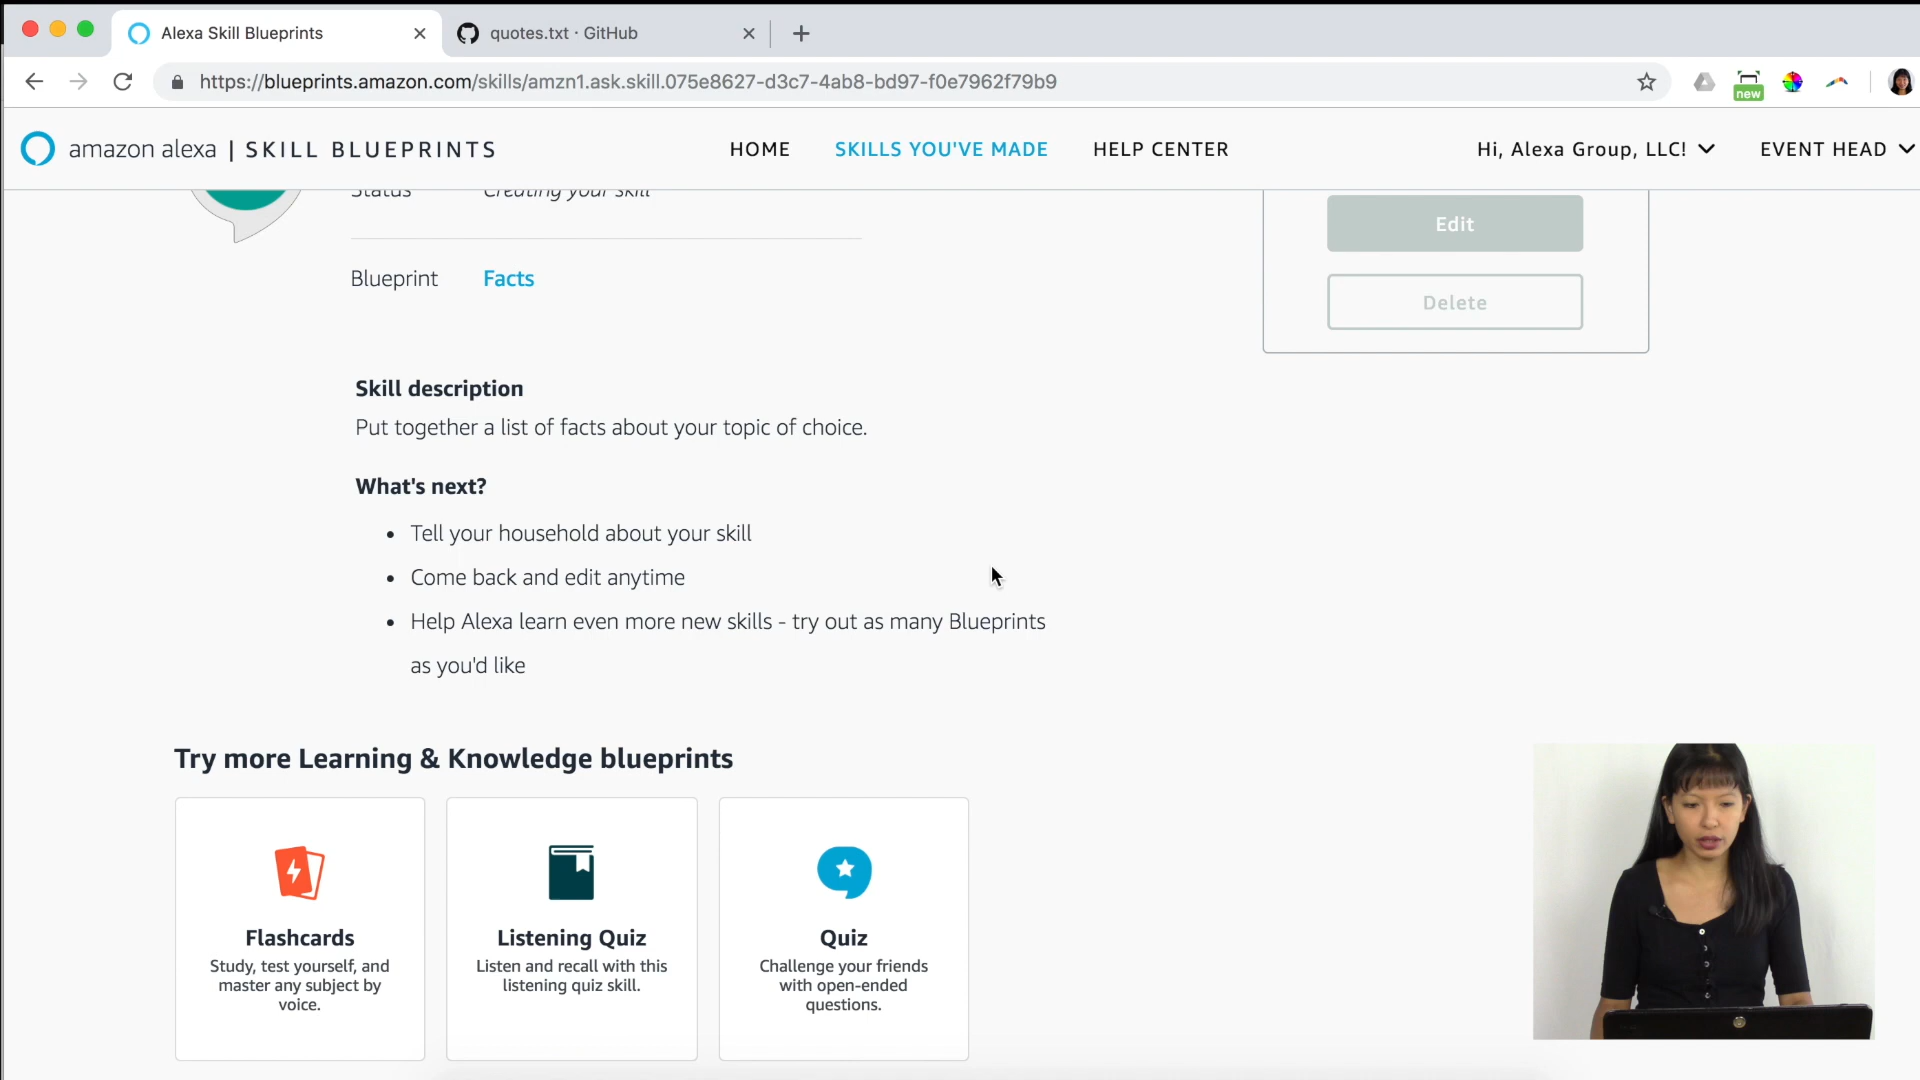 Alexa Skill Blueprints
quotes.txt · GitHub
https://blueprints.amazon.com/skills/amzn1.ask.skill.075e8627-d3c7-4ab8-bd97-f0e7962f79b9
new
amazon alexa | SKILL BLUEPRINTS
HOME
SKILLS YOU'VE MADE
HELP CENTER
Hi, Alexa Group, LLC!
EVENT HEAD
Status
Creating your skill
Edit
Blueprint
Facts
Delete
Skill description
Put together a list of facts about your topic of choice.
What's next?
• Tell your household about your skill
• Come back and edit anytime
• Help Alexa learn even more new skills - try out as many Blueprints
as you'd like
Try more Learning & Knowledge blueprints
Flashcards
Study, test yourself, and
master any subject by
voice.
Listening Quiz
Listen and recall with this
listening quiz skill.
Quiz
Challenge your friends
with open-ended
questions.